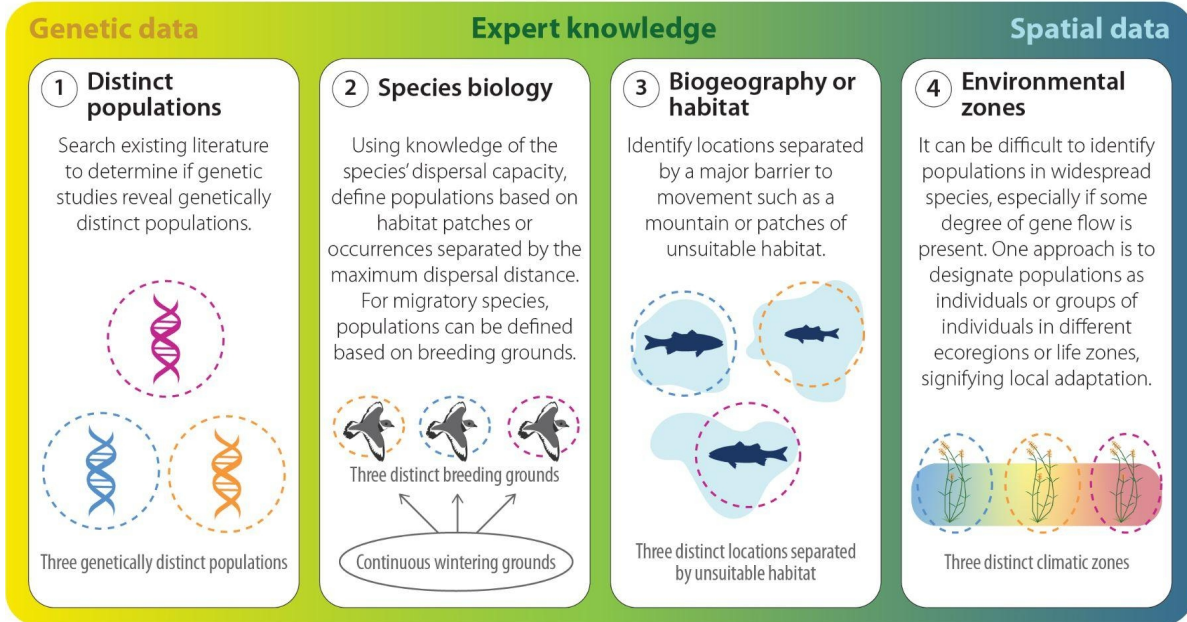 Genetic data
Expert knowledge
Spatial data
1 Distinct
populations
Search existing literature
to determine if genetic
studies reveal genetically
distinct populations.
Three genetically distinct populations
2 Species biology
Using knowledge of the
species' dispersal capacity,
define populations based on
habitat patches or
occurrences separated by the
maximum dispersal distance.
For migratory species,
populations can be defined
based on breeding grounds.
Three distinct breeding grounds
Continuous wintering grounds
3 Biogeography or
habitat
Identify locations separated
by a major barrier to
movement such as a
mountain or patches of
unsuitable habitat.
Three distinct locations separated
by unsuitable habitat
4 Environmental
zones
It can be difficult to identify
populations in widespread
species, especially if some
degree of gene flow is
present. One approach is to
designate populations as
individuals or groups of
individuals in different
ecoregions or life zones,
signifying local adaptation.
Three distinct climatic zones